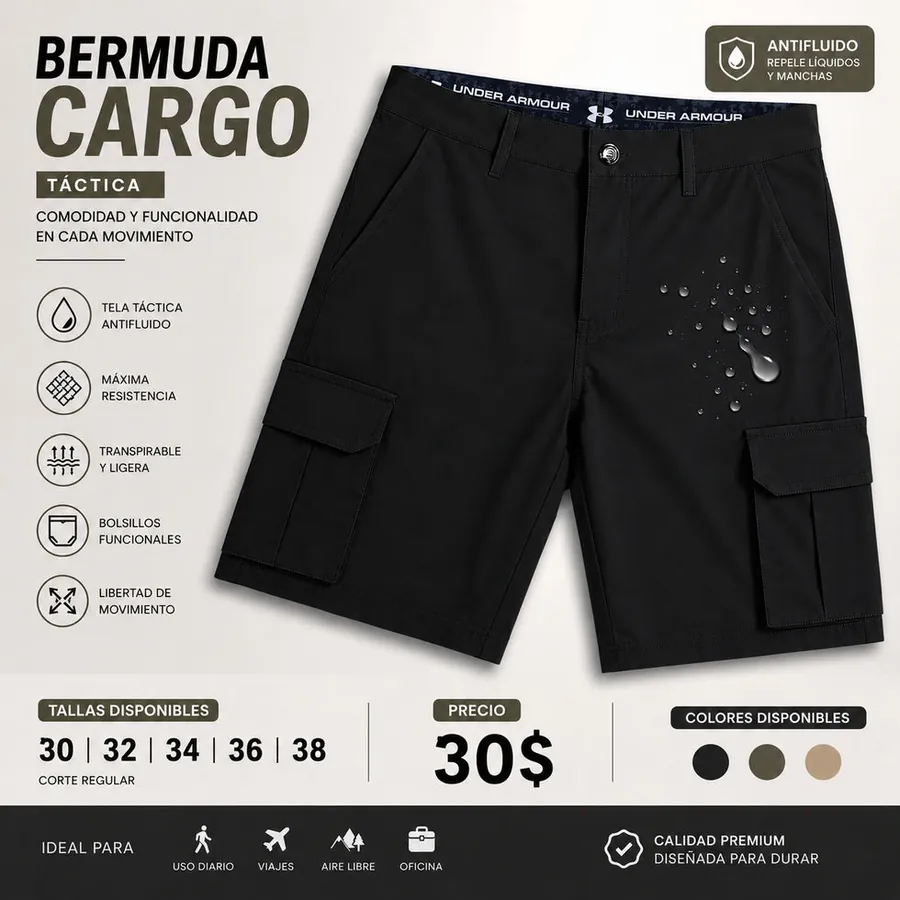 BERMUDA
CARGO
TÁCTICA
COMODIDAD Y FUNCIONALIDAD
EN CADA MOVIMIENTO
ANTIFLUIDO
REPELE LÍQUIDOS
Y MANCHAS
UNDER ARMOUR
UNDER ARMOUR
TELA TÁCTICA
ANTIFLUIDO
MÁXIMA
RESISTENCIA
TRANSPIRABLE
Y LIGERA
BOLSILLOS
FUNCIONALES
LIBERTAD DE
MOVIMIENTO
TALLAS DISPONIBLES
30 | 32 | 34 | 36 | 38
CORTE REGULAR
PRECIO
30$
COLORES DISPONIBLES
IDEAL PARA
USO DIARIO
VIAJES
AIRE LIBRE
OFICINA
CALIDAD PREMIUM
DISEÑADA PARA DURAR